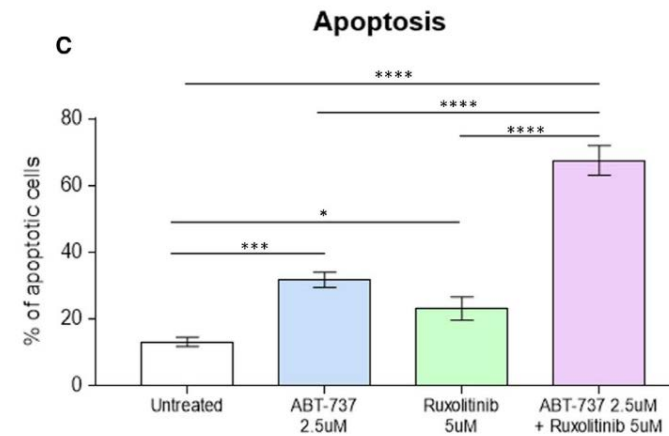 Apoptosis
C
****
****
****
*
***
80
60
40
20
0
% of apoptotic cells
Untreated
ABT-737
2.5uM
Ruxolitinib
5uM
ABT-737 2.5uM
+ Ruxolitinib 5uM